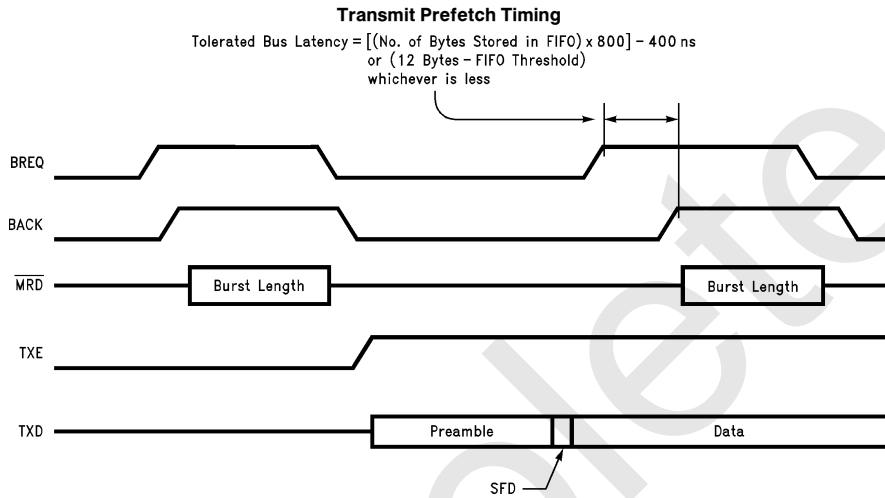 Transmit Prefetch Timing
Tolerated Bus Latency = [(No. of Bytes Stored in FIFO) x 800] – 400 ns
or (12 Bytes – FIFO Threshold)
whichever is less
BREQ
BACK
MRD
Burst Length
Burst Length
TXE
TXD
Preamble
Data
SFD